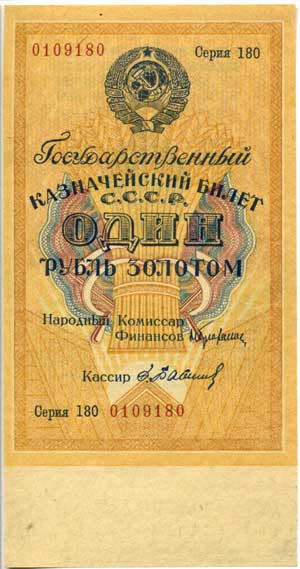 0109180 Серия 180
Государственный
КАЗНАЧЕЙСКИЙ БИЛЕТ
С.С.С.Р.
ОДИН
РУБЛЬ ЗОЛОТОМ
Народный Комиссар
Финансов
Кассир
Серия 180 0109180